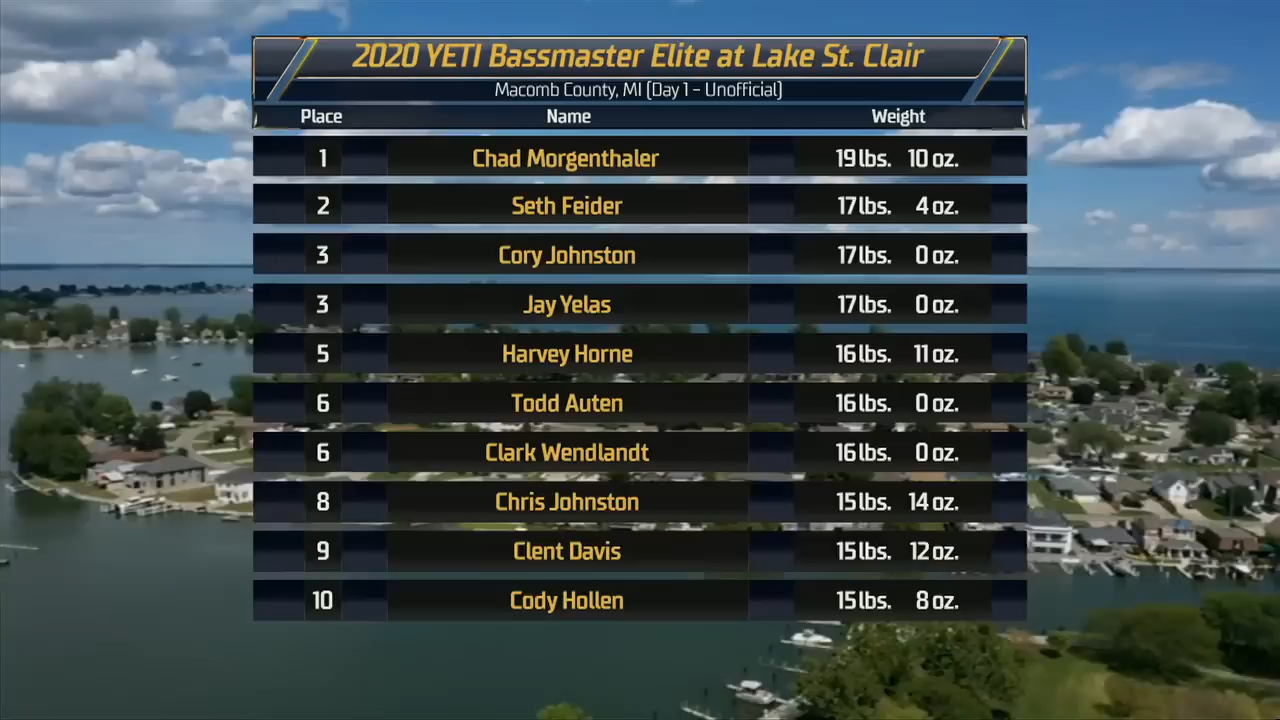 2020 YETI Bassmaster Elite at Lake St. Clair
Macomb County, MI (Day 1 - Unofficial)
Place Name Weight
1 Chad Morgenthaler 19 lbs. 10 oz.
2 Seth Feider 17 lbs. 4 oz.
3 Cory Johnston 17 lbs. 0 oz.
3 Jay Yelas 17 lbs. 0 oz.
5 Harvey Horne 16 lbs. 11 oz.
6 Todd Auten 16 lbs. 0 oz.
6 Clark Wendlandt 16 lbs. 0 oz.
8 Chris Johnston 15 lbs. 14 oz.
9 Clent Davis 15 lbs. 12 oz.
10 Cody Hollen 15 lbs. 8 oz.